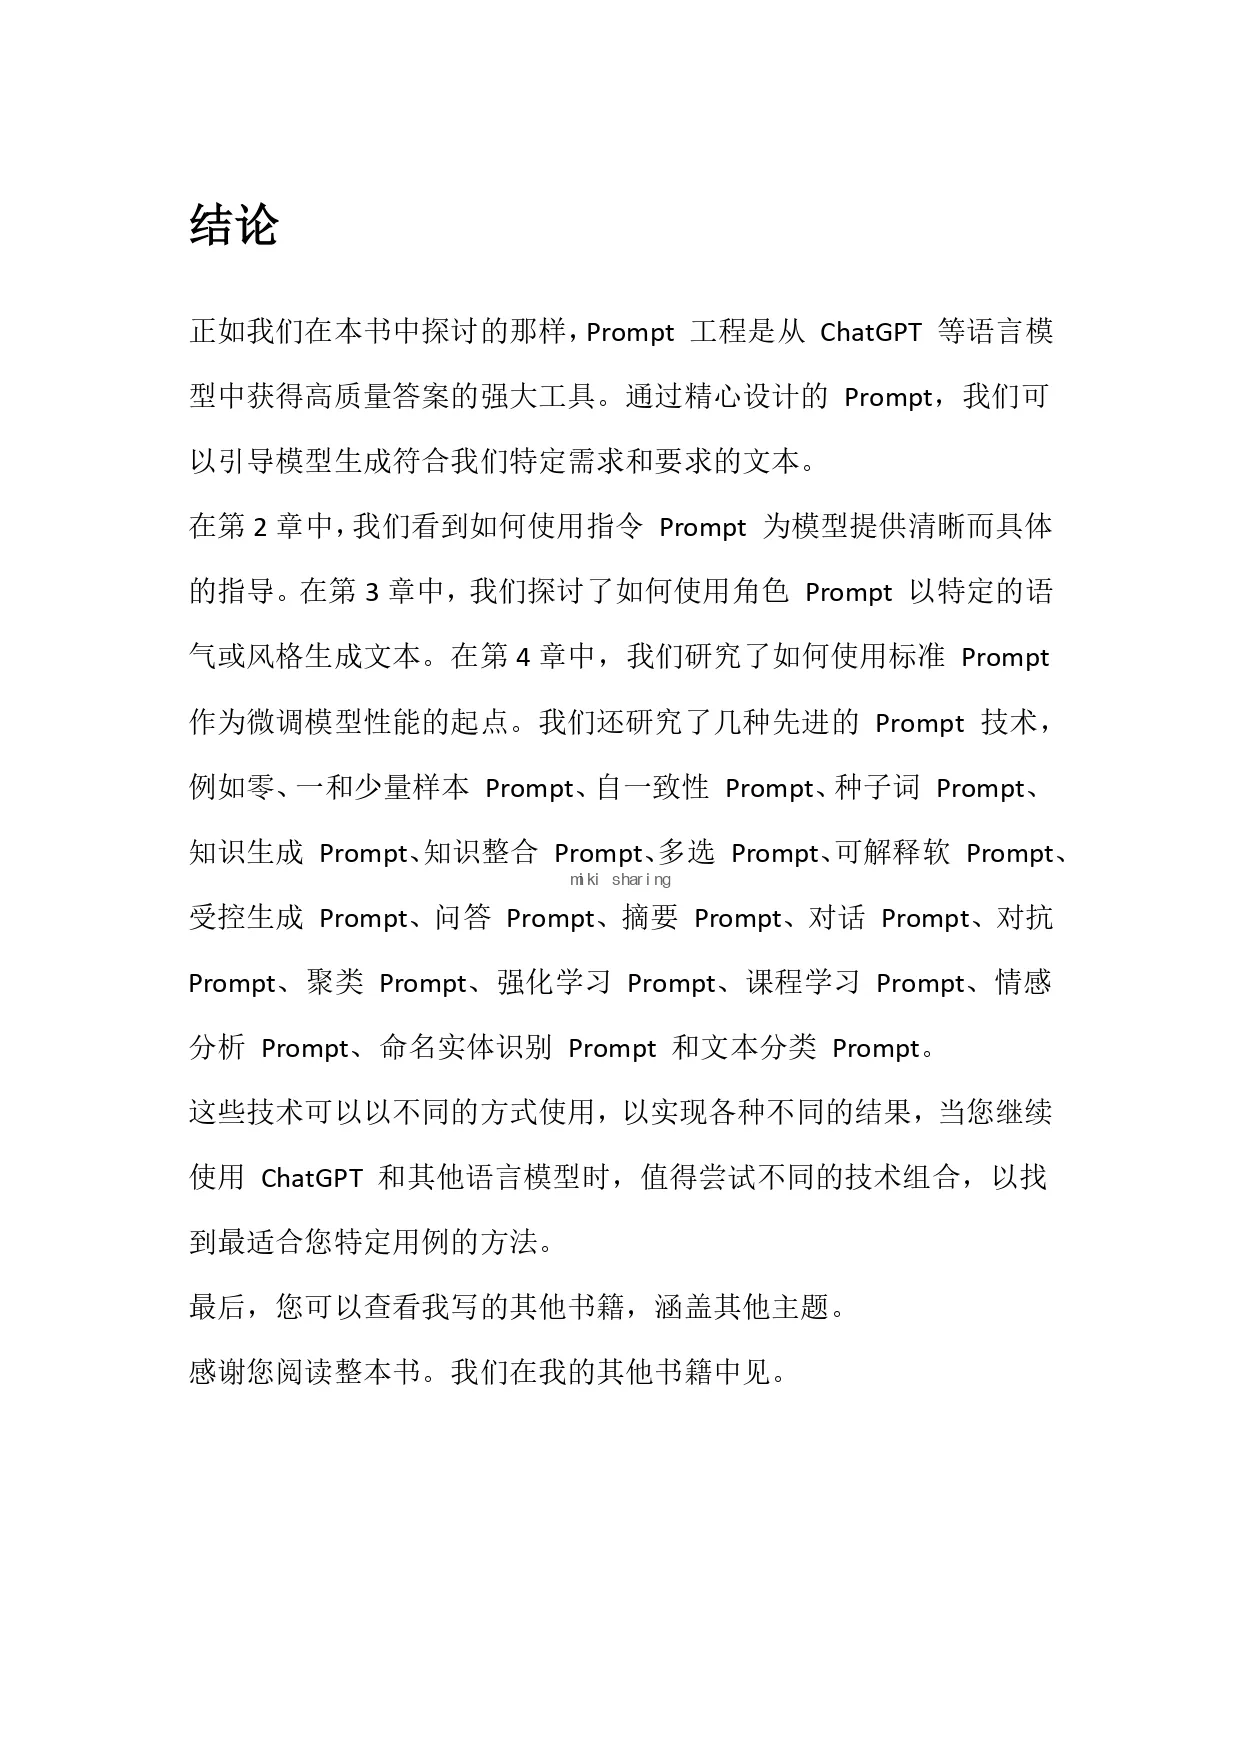 结论
正如我们在本书中探讨的那样，Prompt 工程是从 ChatGPT 等语言模
型中获得高质量答案的强大工具。通过精心设计的 Prompt，我们可
以引导模型生成符合我们特定需求和要求的文本。
在第 2 章中，我们看到如何使用指令 Prompt 为模型提供清晰而具体
的指导。在第 3 章中，我们探讨了如何使用角色 Prompt 以特定的语
气或风格生成文本。在第 4 章中，我们研究了如何使用标准 Prompt
作为微调模型性能的起点。我们还研究了几种先进的 Prompt 技术，
例如零、一和少量样本 Prompt、自一致性 Prompt、种子词 Prompt、
知识生成 Prompt、知识整合 Prompt、多选 Prompt、可解释软 Prompt、
miki sharing
受控生成 Prompt、问答 Prompt、摘要 Prompt、对话 Prompt、对抗
Prompt、聚类 Prompt、强化学习 Prompt、课程学习 Prompt、情感
分析 Prompt、命名实体识别 Prompt 和文本分类 Prompt。
这些技术可以以不同的方式使用，以实现各种不同的结果，当您继续
使用 ChatGPT 和其他语言模型时，值得尝试不同的技术组合，以找
到最适合您特定用例的方法。
最后，您可以查看我写的其他书籍，涵盖其他主题。
感谢您阅读整本书。我们在我的其他书籍中见。